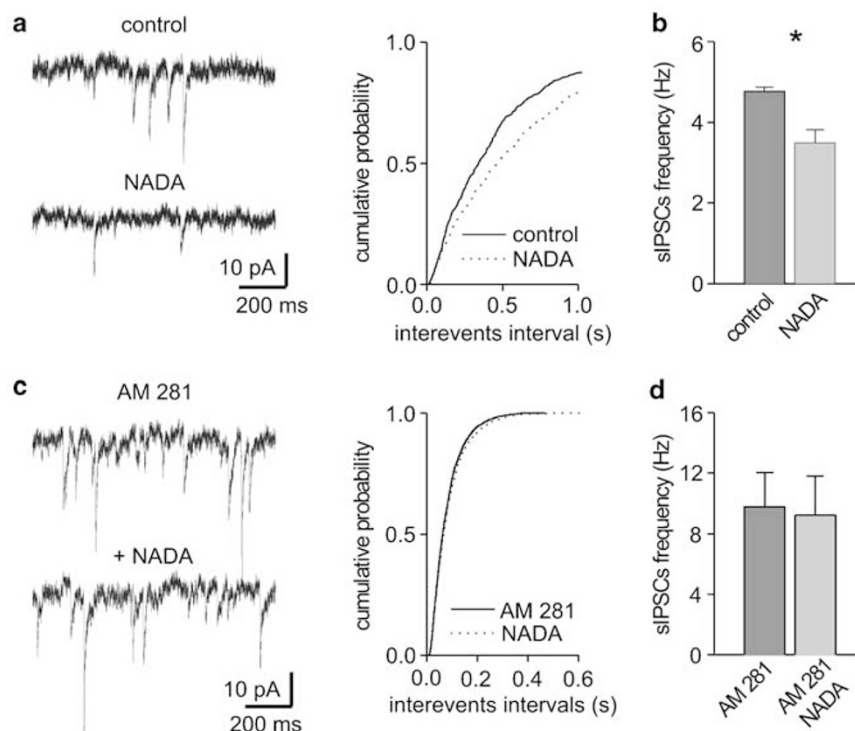 a
control
NADA
10 pA
200 ms
1.0
0.5
0.0
cumulative probability
control
NADA
0.0
0.5
1.0
interevents interval (s)
b
*
6
4
2
0
sIPSCs frequency (Hz)
control
NADA
c
AM 281
+ NADA
10 pA
200 ms
1.0
0.5
0.0
cumulative probability
AM 281
NADA
0.0
0.2
0.4
0.6
interevents intervals (s)
d
16
12
8
4
0
sIPSCs frequency (Hz)
AM 281
AM 281
NADA